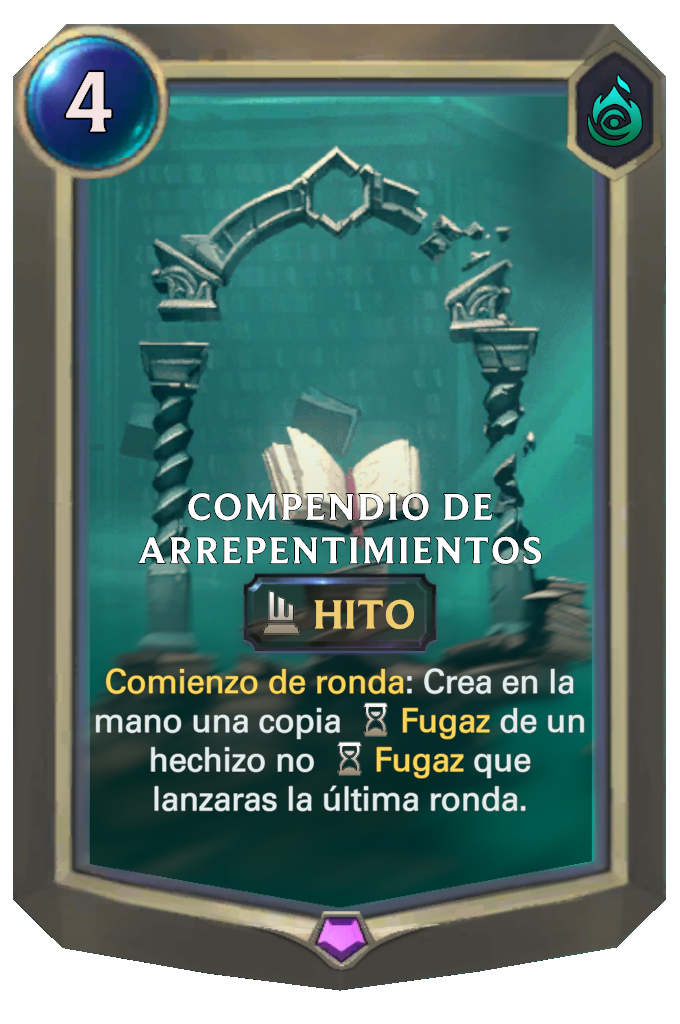 4
COMPENDIO DE
ARREPENTIMIENTOS
HITO
Comienzo de ronda: Crea en la
mano una copia Fugaz de un
hechizo no Fugaz que
lanzaras la última ronda.